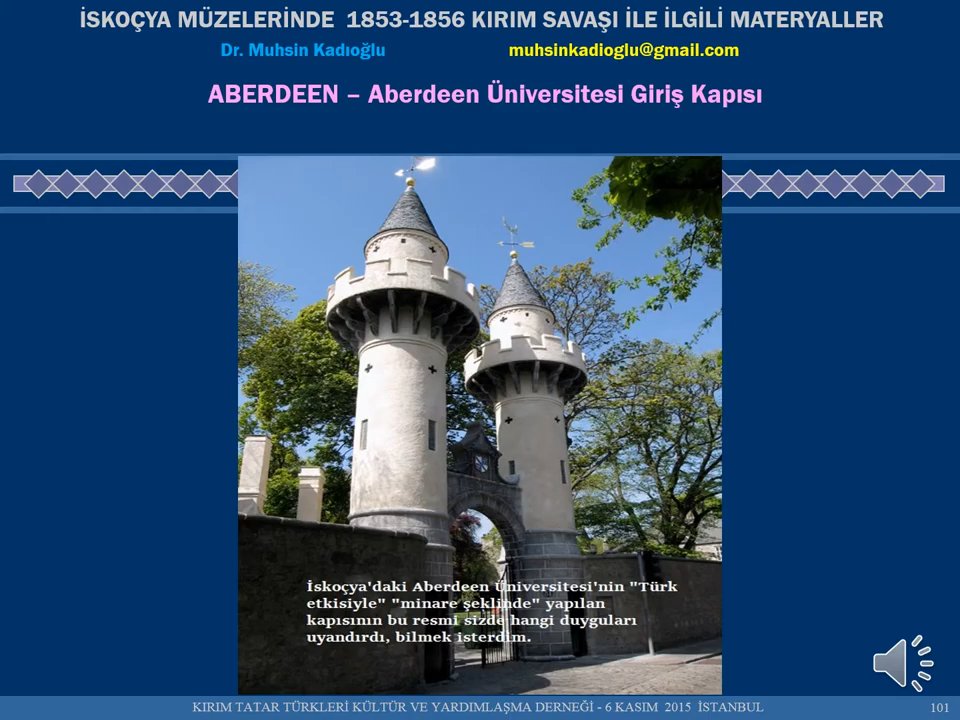 İSKOÇYA MÜZELERİNDE 1853-1856 KIRIM SAVAŞI İLE İLGİLİ MATERYALLER
Dr. Muhsin Kadıoğlu muhsinkadioglu@gmail.com
ABERDEEN – Aberdeen Üniversitesi Giriş Kapısı
İskoçya'daki Aberdeen Üniversitesi'nin "Türk
etkisiyle" "minare şeklinde" yapılan
kapısının bu resmi sizde hangi duyguları
uyandırdı, bilmek isterdim.
KIRIM TATAR TÜRKLERİ KÜLTÜR VE YARDIMLAŞMA DERNEĞİ - 6 KASIM 2015 İSTANBUL 101